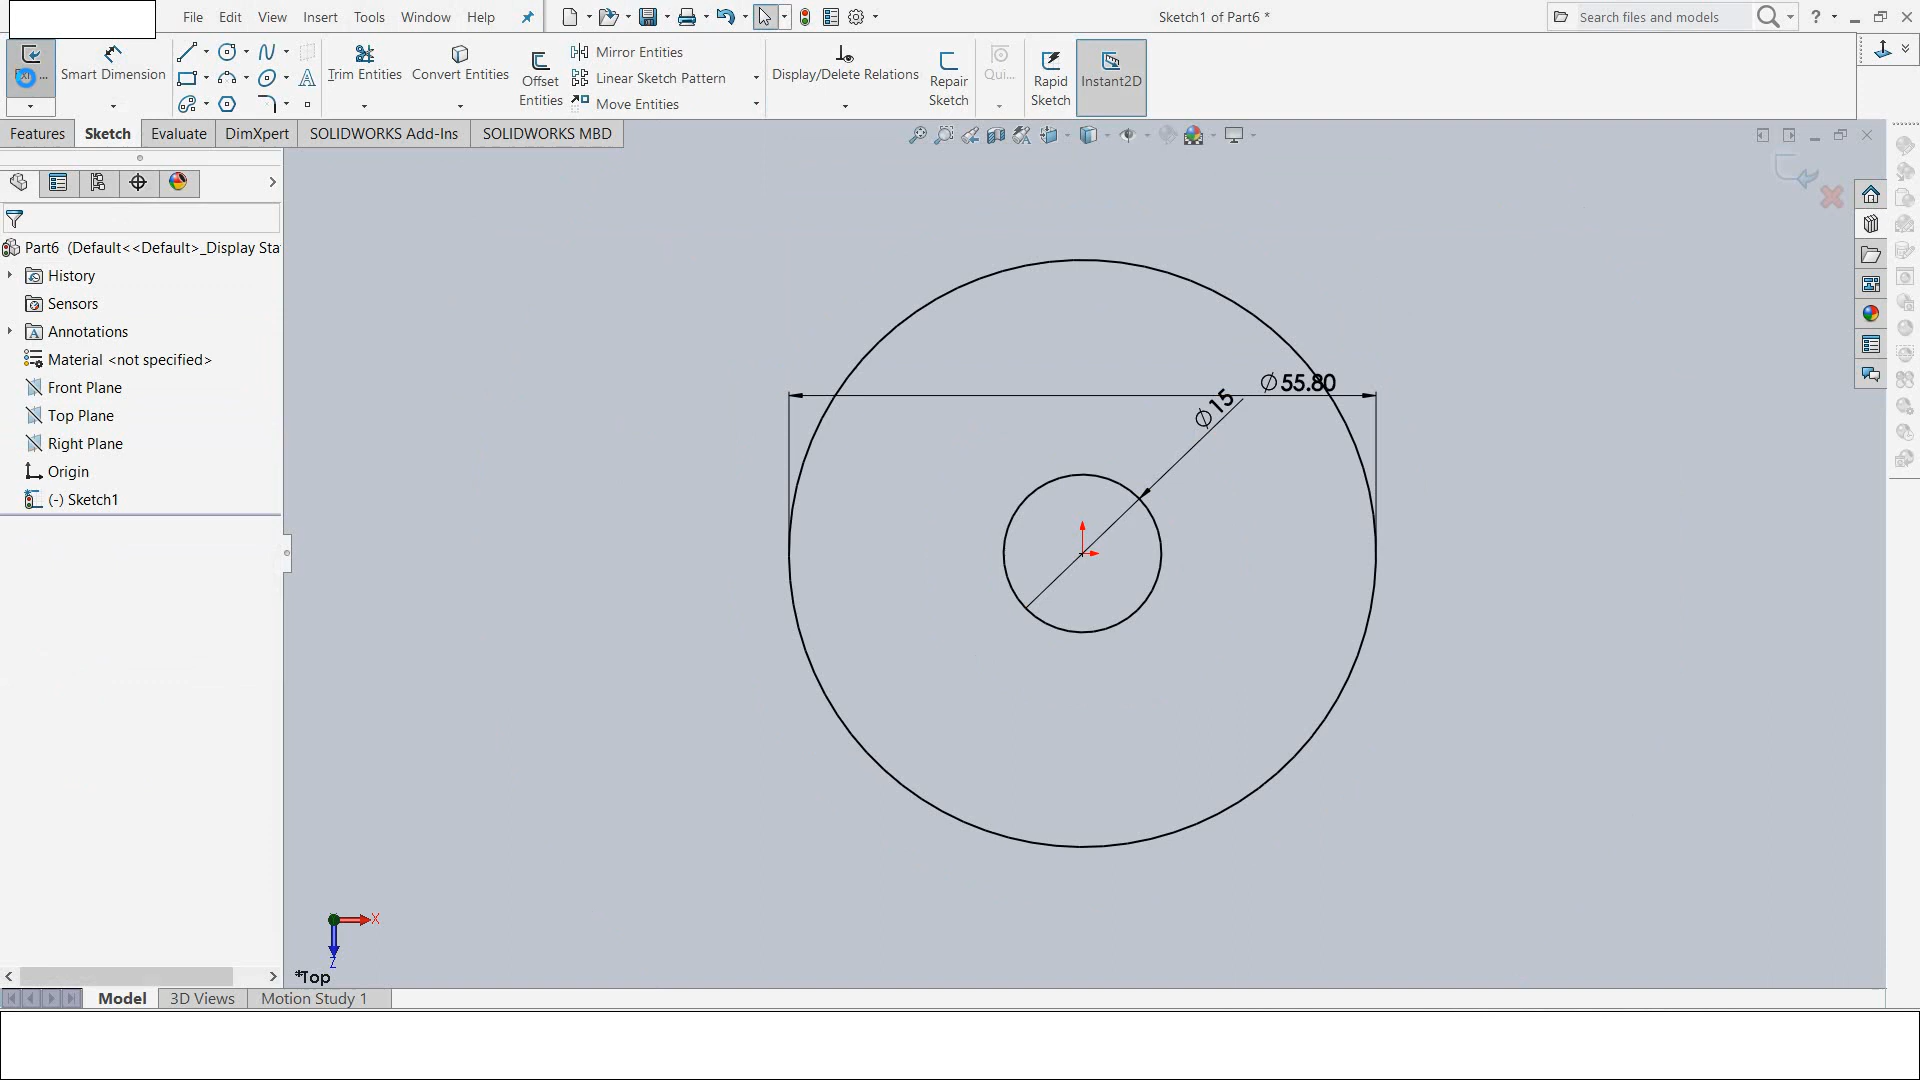 File Edit View Insert Tools Window Help
Sketch1 of Part6 *
Search files and models
?
Smart Dimension
Trim Entities
Convert Entities
Offset Entities
Mirror Entities
Linear Sketch Pattern
Move Entities
Display/Delete Relations
Repair Sketch
Qui...
Rapid Sketch
Instant2D
Features Sketch Evaluate DimXpert SOLIDWORKS Add-Ins SOLIDWORKS MBD
Part6 (Default<<Default>_Display Sta
History
Sensors
Annotations
Material <not specified>
Front Plane
Top Plane
Right Plane
Origin
(-) Sketch1
∅55.80
∅15
X
Z
*Top
Model 3D Views Motion Study 1